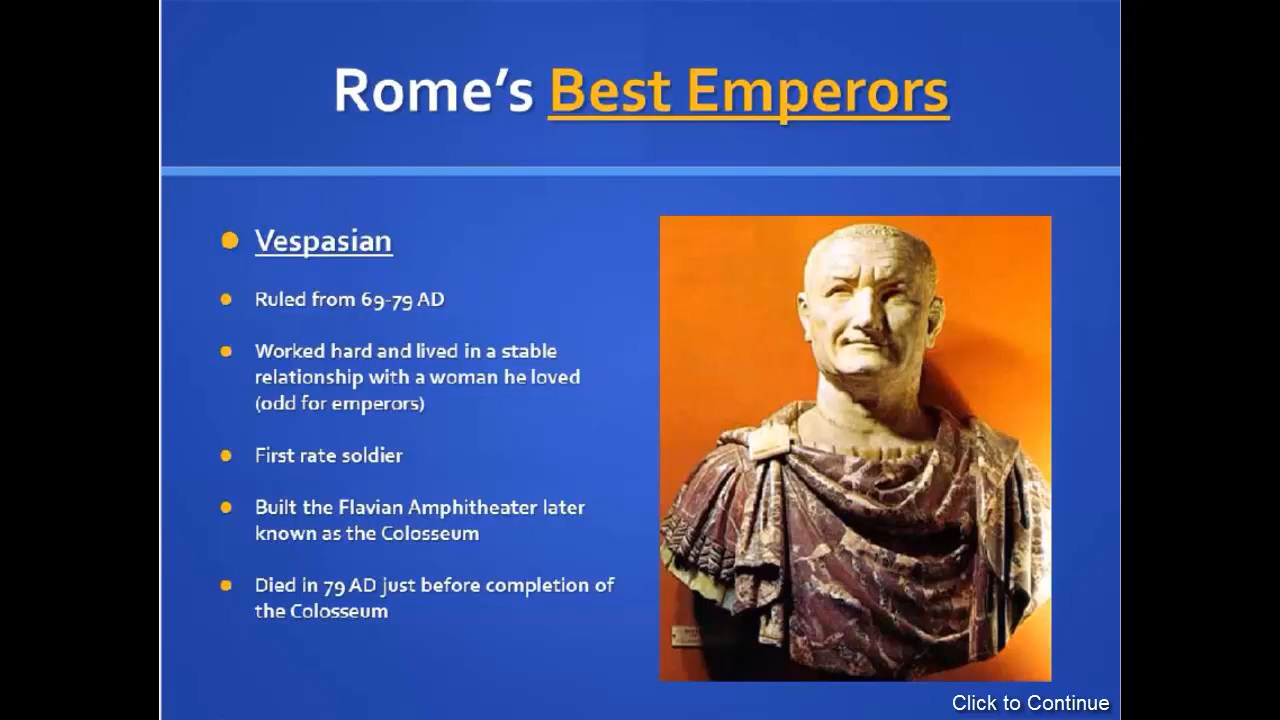 Rome's Best Emperors
Vespasian
Ruled from 69-79 AD
Worked hard and lived in a stable
relationship with a woman he loved
(odd for emperors)
First rate soldier
Built the Flavian Amphitheater later
known as the Colosseum
Died in 79 AD just before completion of
the Colosseum
Click to Continue